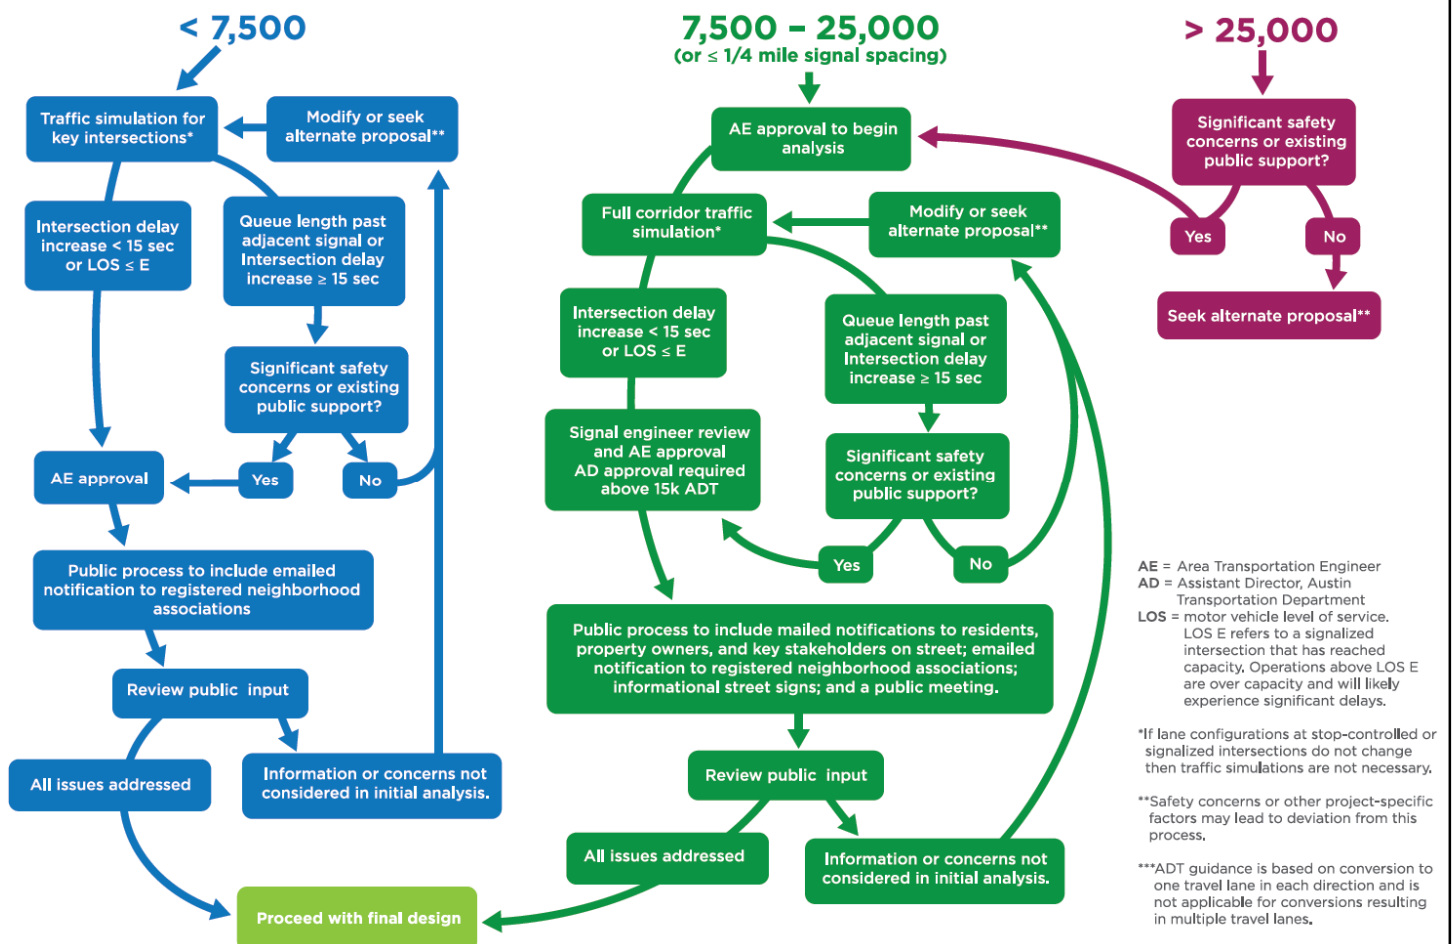 < 7,500
Traffic simulation for
key intersections*
Modify or seek
alternate proposal**
Intersection delay
increase < 15 sec
or LOS ≤ E
Queue length past
adjacent signal or
Intersection delay
increase ≥ 15 sec
Significant safety
concerns or existing
public support?
AE approval
Yes
No
Public process to include emailed
notification to registered neighborhood
associations
Review public input
All issues addressed
Information or concerns not
considered in initial analysis.
Proceed with final design
7,500 – 25,000
(or ≤ 1/4 mile signal spacing)
AE approval to begin
analysis
Full corridor traffic
simulation*
Modify or seek
alternate proposal**
Intersection delay
increase < 15 sec
or LOS ≤ E
Queue length past
adjacent signal or
Intersection delay
increase ≥ 15 sec
Signal engineer review
and AE approval
AD approval required
above 15k ADT
Significant safety
concerns or existing
public support?
Yes
No
Public process to include mailed notifications to residents,
property owners, and key stakeholders on street; emailed
notification to registered neighborhood associations;
informational street signs; and a public meeting.
Review public input
All issues addressed
Information or concerns not
considered in initial analysis.
> 25,000
Significant safety
concerns or existing
public support?
Yes
No
Seek alternate proposal**
AE = Area Transportation Engineer
AD = Assistant Director, Austin
Transportation Department
LOS = motor vehicle level of service.
LOS E refers to a signalized
intersection that has reached
capacity. Operations above LOS E
are over capacity and will likely
experience significant delays.
*If lane configurations at stop-controlled or
signalized intersections do not change
then traffic simulations are not necessary.
**Safety concerns or other project-specific
factors may lead to deviation from this
process.
***ADT guidance is based on conversion to
one travel lane in each direction and is
not applicable for conversions resulting
in multiple travel lanes.